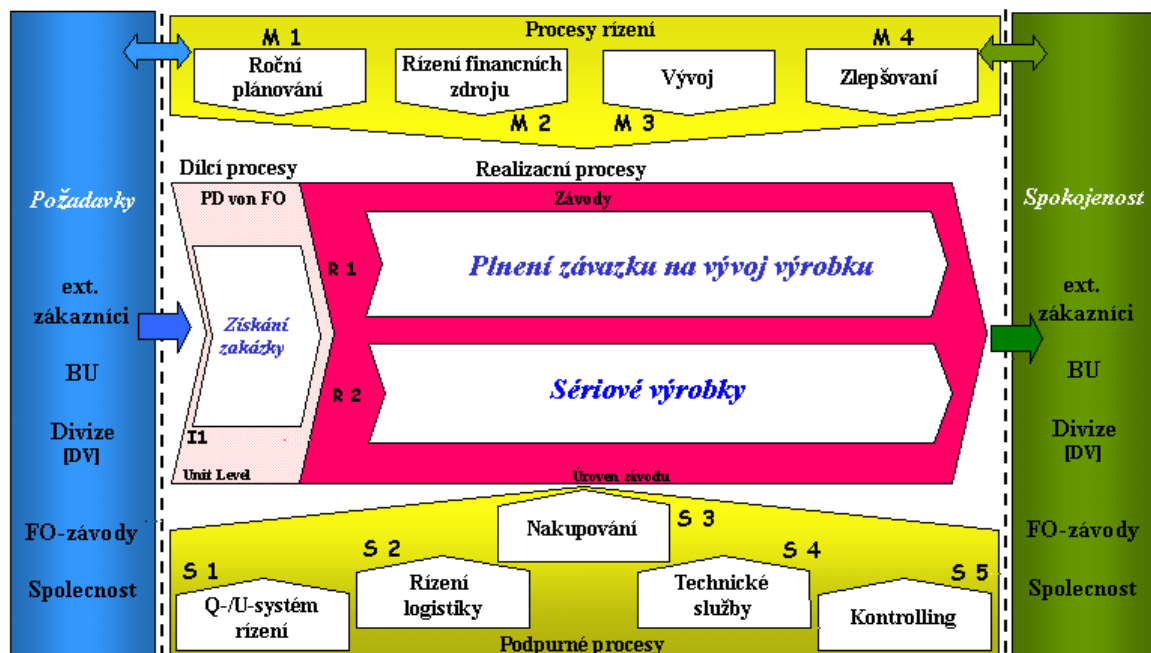 Procesy rízení
M 1
M 4
Roční
plánování
Rízení financních
zdroju
Vývoj
Zlepšovaní
M 2
M 3
Dílcí procesy
Realizacní procesy
Požadavky
ext.
zákazníci
BU
Divize
[DV]
FO-závody
Spolecnost
PD von FO
Získání
zakázky
I1
Unit Level
Závody
R 1
Plnení závazku na vývoj výrobku
R 2
Sériové výrobky
Úroven závodu
Spokojenost
ext.
zákazníci
BU
Divize
[DV]
FO-závody
Spolecnost
S 1
Q-/U-systém
rízení
S 2
Rízení
logistiky
Nakupování
S 3
Technické
služby
S 4
Kontrolling
S 5
Podpurné procesy